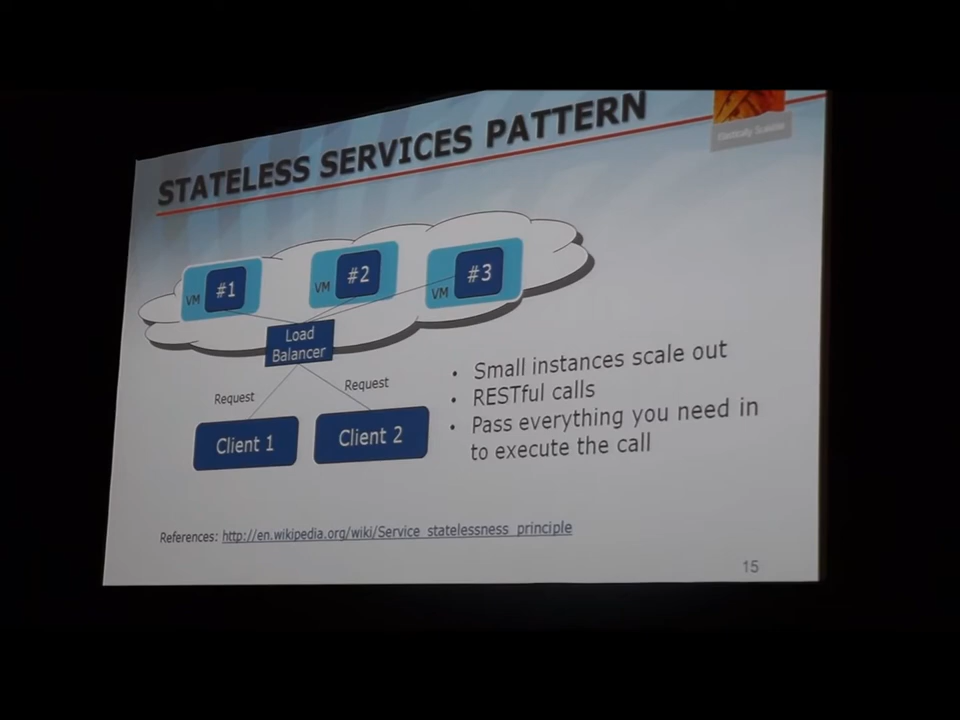 STATELESS SERVICES PATTERN
Elastically Scalable
VM
#1
VM
#2
VM
#3
Load
Balancer
Request
Request
Client 1
Client 2
• Small instances scale out
• RESTful calls
• Pass everything you need in
to execute the call
References: http://en.wikipedia.org/wiki/Service_statelessness_principle
15